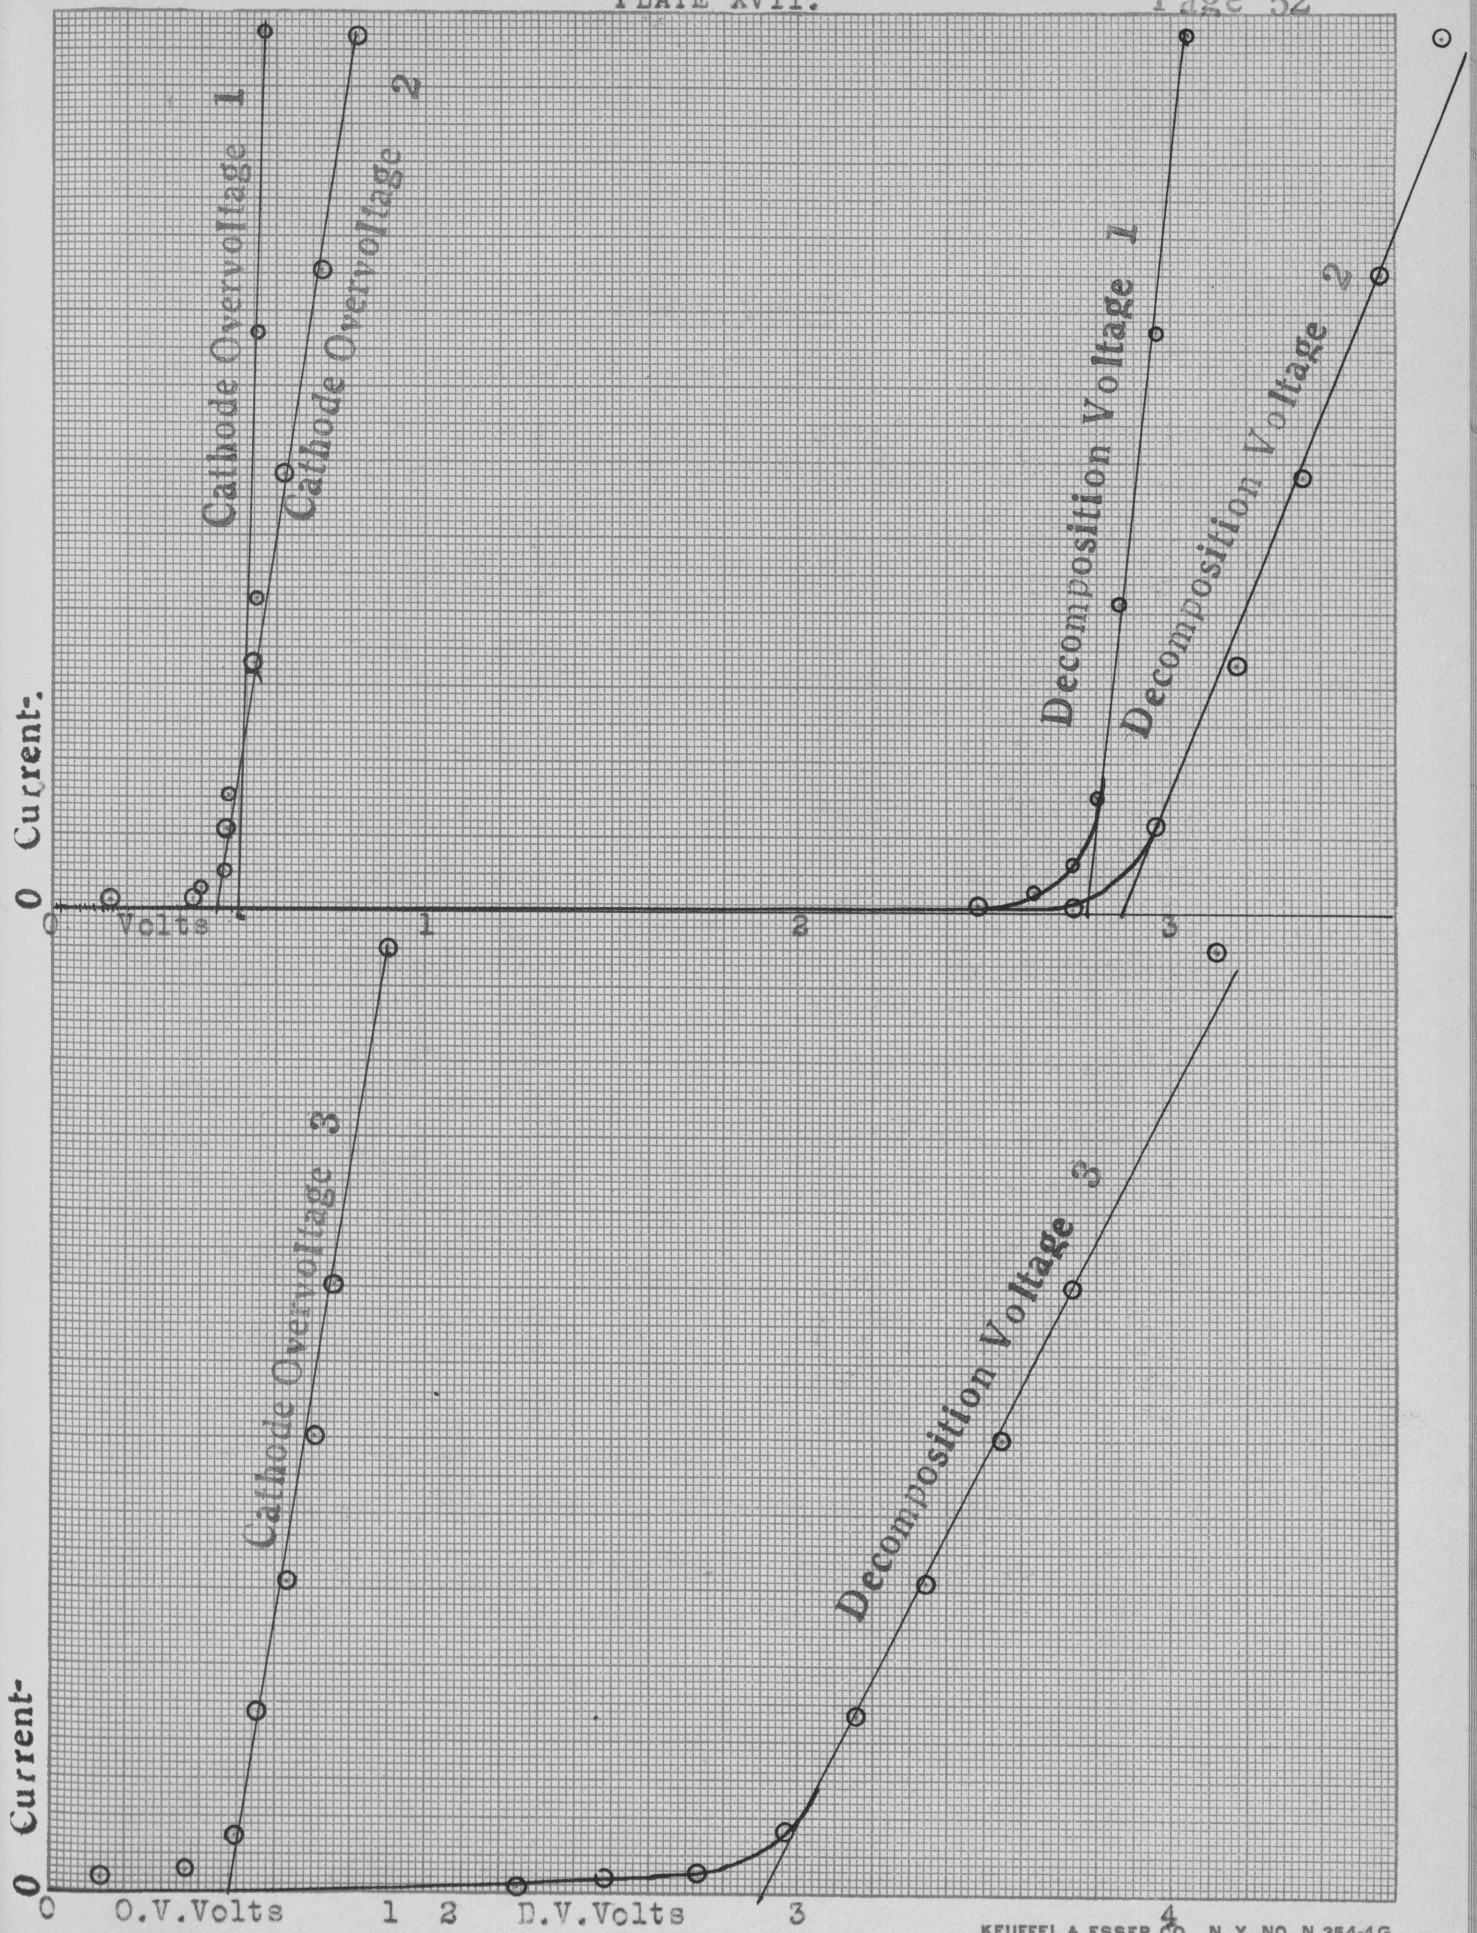 PLATE XVII.
Page 52
Cathode Overvoltage 1
Cathode Overvoltage 2
Decomposition Voltage 1
Decomposition Voltage 2
0 Current-.
0 Volts 1 2 3
Cathode Overvoltage 3
Decomposition Voltage 3
0 Current-
0 O.V.Volts 1 2 D.V.Volts 3 4
KEUFFEL & ESSER CO. N. Y. NO. N 354-4G